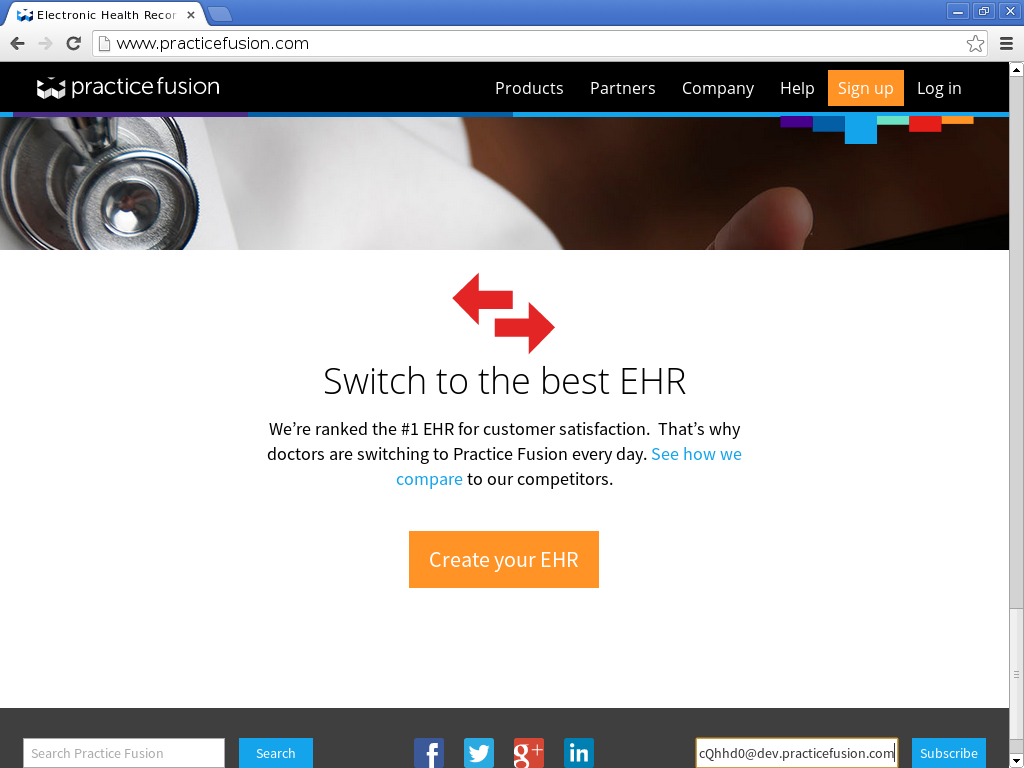 Electronic Health Recor
www.practicefusion.com
practice fusion
Products Partners Company Help Sign up Log in
Switch to the best EHR
We’re ranked the #1 EHR for customer satisfaction. That’s why
doctors are switching to Practice Fusion every day. See how we
compare to our competitors.
Create your EHR
Search Practice Fusion Search f g+ in cQhhd0@dev.practicefusion.com Subscribe